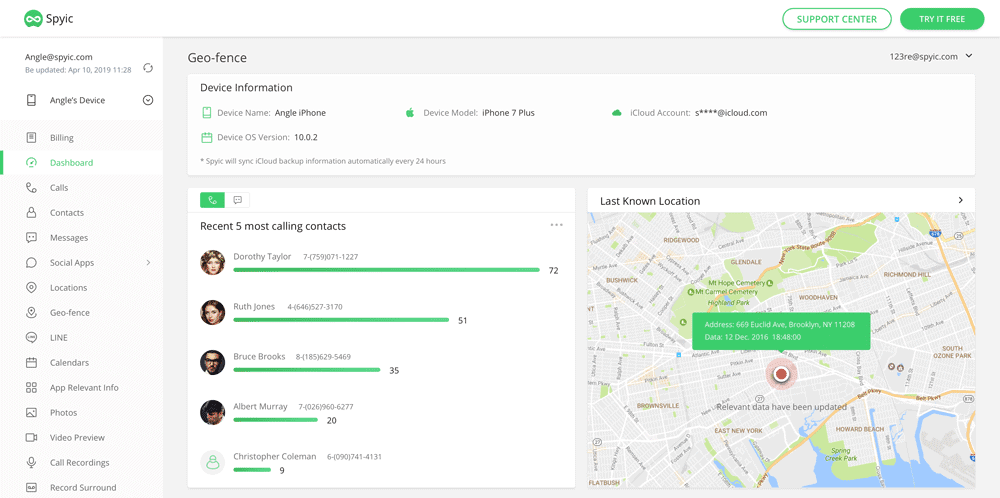 Spyic
SUPPORT CENTER
TRY IT FREE
Angle@spyic.com
Be updated: Apr 10, 2019 11:28
Angle's Device
Billing
Dashboard
Calls
Contacts
Messages
Social Apps
Locations
Geo-fence
LINE
Calendars
App Relevant Info
Photos
Video Preview
Call Recordings
Record Surround
Geo-fence
123re@spyic.com
Device Information
Device Name: Angle iPhone
Device Model: iPhone 7 Plus
iCloud Account: s****@icloud.com
Device OS Version: 10.0.2
* Spyic will sync iCloud backup information automatically every 24 hours
Recent 5 most calling contacts
Dorothy Taylor 7-(759)071-1227
72
Ruth Jones 4-(646)527-3170
51
Bruce Brooks 8-(185)629-5469
35
Albert Murray 7-(026)960-6277
20
Christopher Coleman 6-(090)741-4131
9
Last Known Location
RIDGEWOOD
GLENDALE
BUSHWICK
Mt Hope Cemetery
Mt Carmel Cemetery
Highland Park
RICHMOND HILL
WOODHAVEN
Address: 669 Euclid Ave, Brooklyn, NY 11208
Data: 12 Dec. 2016 18:48:00
SOUTH
OZONE PARK
Relevant data have been updated
BROWNSVILLE
EAST NEW YORK
HOWARD BEACH
Spring
Creek Park
Belt Pkwy
FLATBUSH
27